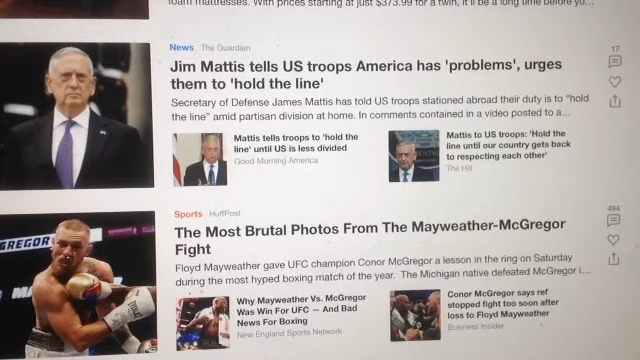 foam mattresses. With prices starting at just $373.99 for a twin, it'll be a long time before yo...
News The Guardian
17
Jim Mattis tells US troops America has 'problems', urges
them to 'hold the line'
Secretary of Defense James Mattis has told US troops stationed abroad their duty is to "hold
the line" amid partisan division at home. In comments contained in a video posted to a...
Mattis tells troops to 'hold the
line' until US is less divided
Good Morning America
Mattis to US troops: 'Hold the
line until our country gets back
to respecting each other'
The Hill
Sports HuffPost
494
The Most Brutal Photos From The Mayweather-McGregor
Fight
Floyd Mayweather gave UFC champion Conor McGregor a lesson in the ring on Saturday
during the most hyped boxing match of the year. The Michigan native defeated McGregor i...
GREGOR
EVERLAST
Why Mayweather Vs. McGregor
Was Win For UFC — And Bad
News For Boxing
New England Sports Network
Conor McGregor says ref
stopped fight too soon after
loss to Floyd Mayweather
Business Insider